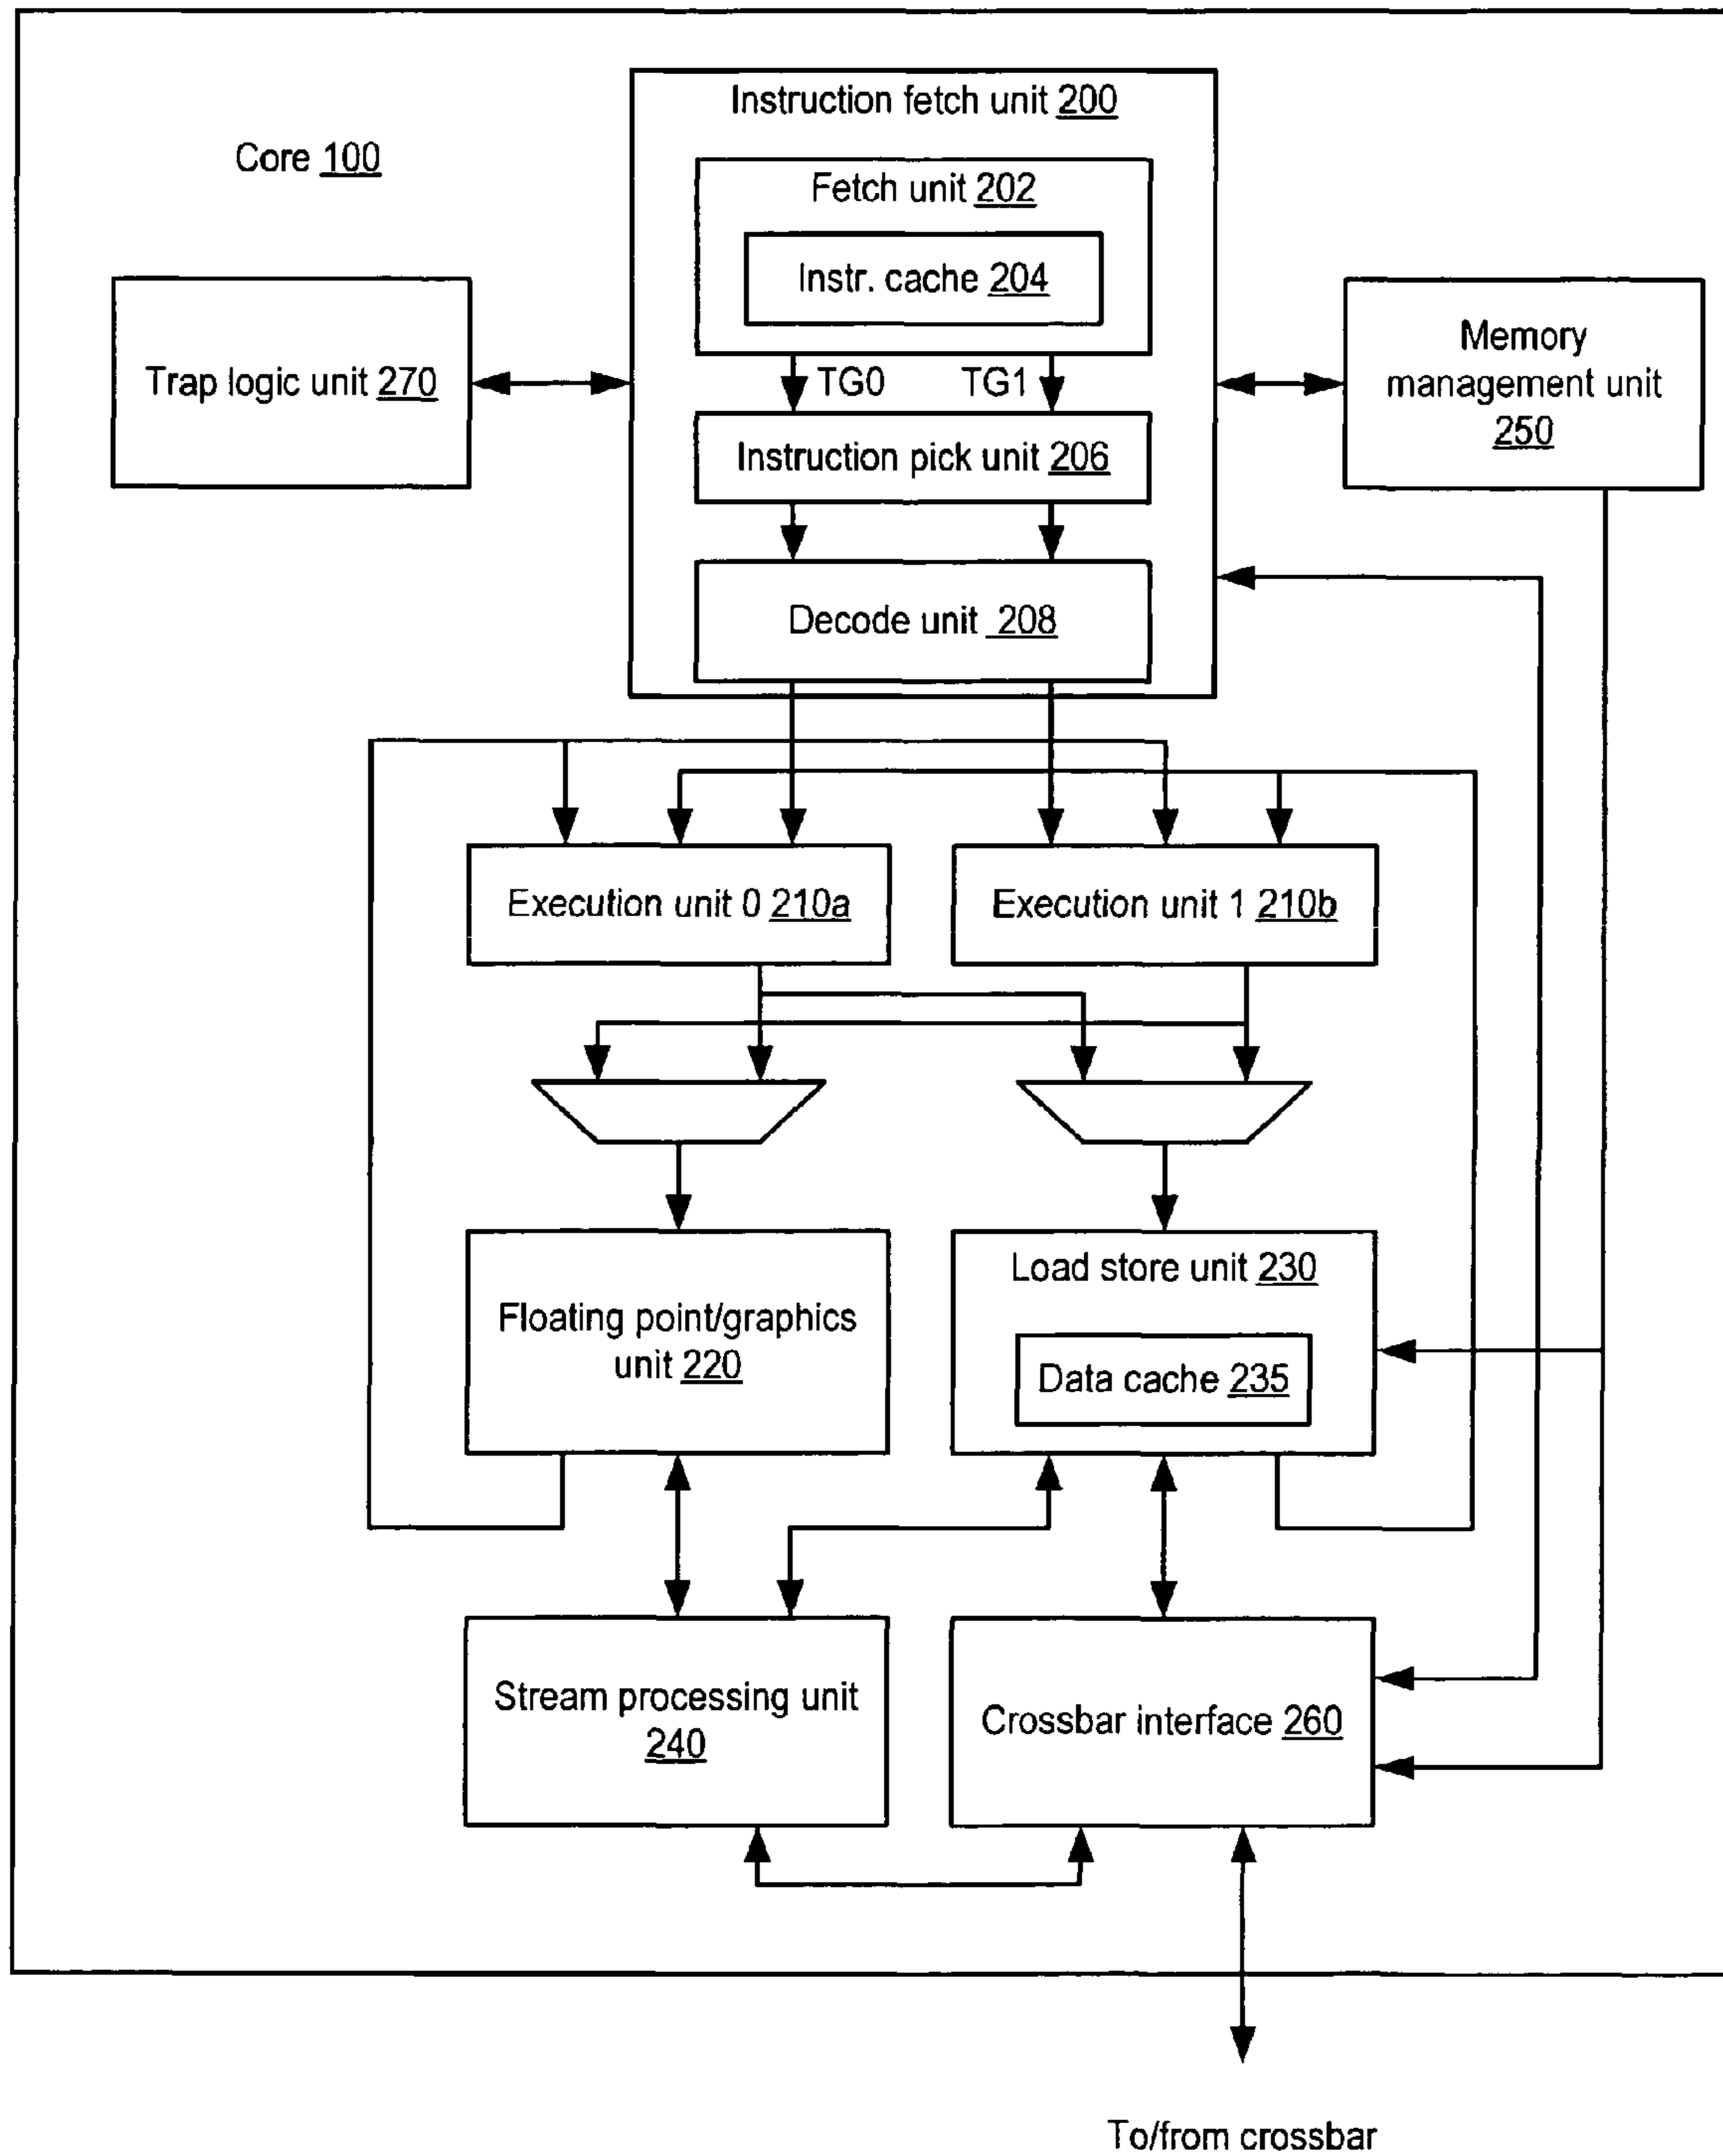 Instruction fetch unit 200
Core 100
Fetch unit 202
Instr. cache 204
Trap logic unit 270
TG0
TG1
Memory
management unit
250
Instruction pick unit 206
Decode unit 208
Execution unit 0 210a
Execution unit 1 210b
Floating point/graphics
unit 220
Load store unit 230
Data cache 235
Stream processing unit
240
Crossbar interface 260
To/from crossbar